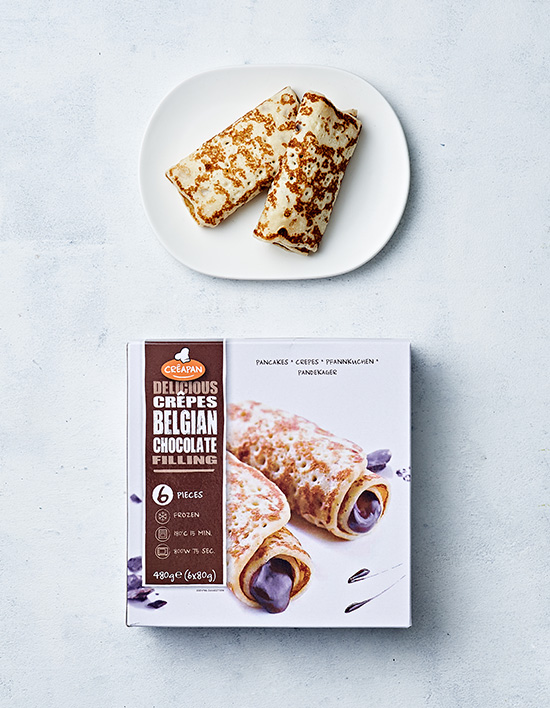 PANCAKES * CREPES * PFANNKUCHEN *
PANDEKAGER
CRÉAPAN
DELICIOUS
CRÊPES
BELGIAN
CHOCOLATE
FILLING
6 PIECES
FROZEN
180°C 15 MIN.
800W 75 SEC.
480g℮ (6x80g)